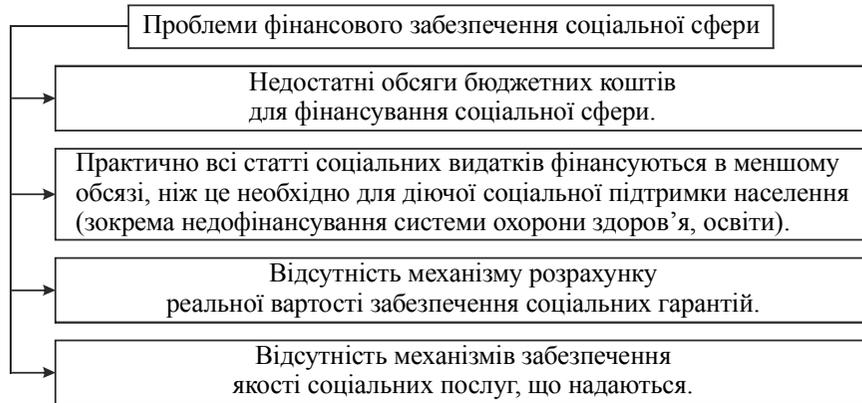 Проблеми фінансового забезпечення соціальної сфери
Недостатні обсяги бюджетних коштів
для фінансування соціальної сфери.
Практично всі статті соціальних видатків фінансуються в меншому
обсязі, ніж це необхідно для діючої соціальної підтримки населення
(зокрема недофінансування системи охорони здоров’я, освіти).
Відсутність механізму розрахунку
реальної вартості забезпечення соціальних гарантій.
Відсутність механізмів забезпечення
якості соціальних послуг, що надаються.